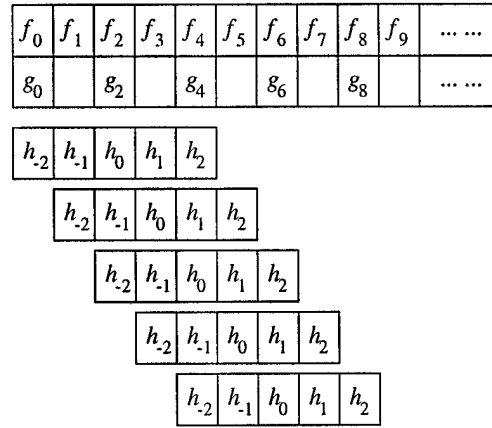 f₀ f₁ f₂ f₃ f₄ f₅ f₆ f₇ f₈ f₉ ... ...
g₀ g₂ g₄ g₆ g₈ ... ...
h₋₂ h₋₁ h₀ h₁ h₂
h₋₂ h₋₁ h₀ h₁ h₂
h₋₂ h₋₁ h₀ h₁ h₂
h₋₂ h₋₁ h₀ h₁ h₂
h₋₂ h₋₁ h₀ h₁ h₂